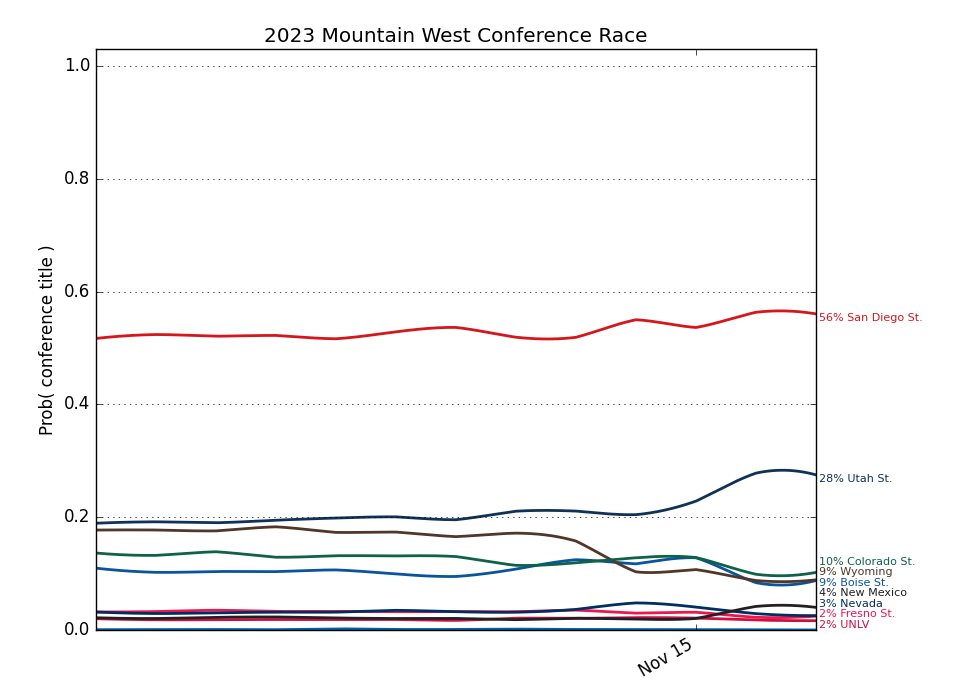 2023 Mountain West Conference Race
1.0
0.8
0.6
0.4
0.2
0.0
Prob( conference title )
56% San Diego St.
28% Utah St.
10% Colorado St.
9% Wyoming
9% Boise St.
4% New Mexico
3% Nevada
2% Fresno St.
2% UNLV
Nov 15